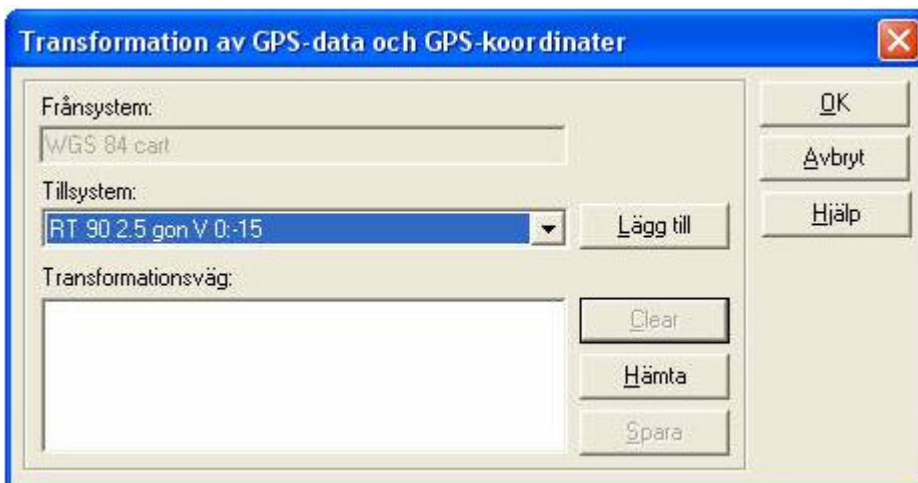 Transformation av GPS-data och GPS-koordinater
Frånsystem:
WGS 84 cart
Tillsystem:
RT 90 2.5 gon V 0:-15
Lägg till
Transformationsväg:
Clear
Hämta
Spara
OK
Avbryt
Hjälp